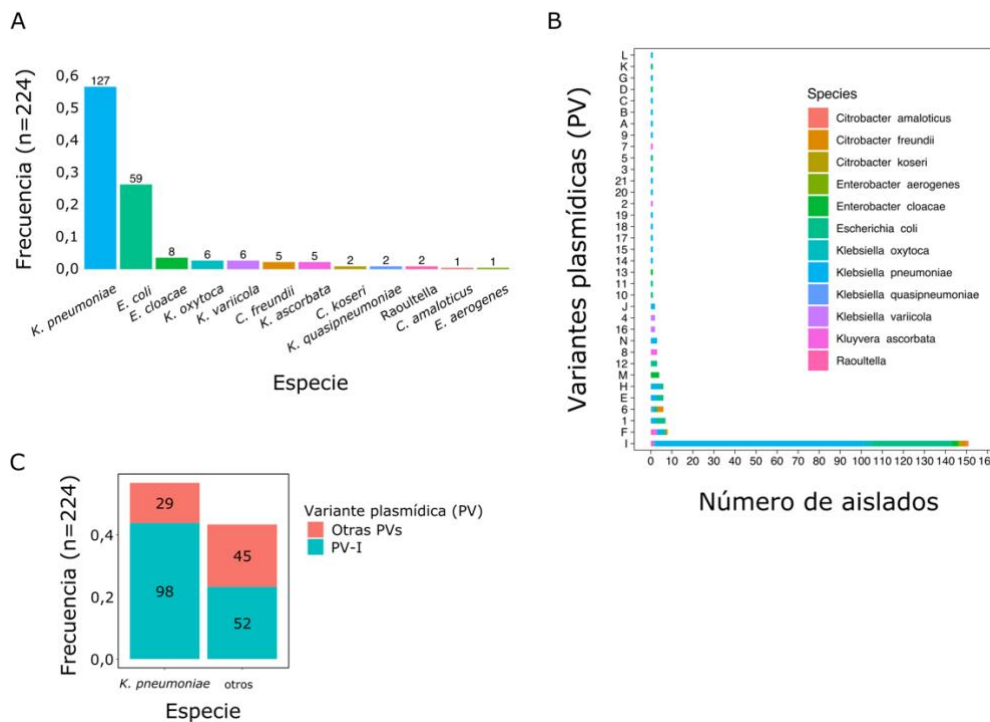 A
Frecuencia (n=224)
0,6
0,5
0,4
0,3
0,2
0,1
0,0
127
59
8
6
6
5
5
2
2
2
1
1
K. pneumoniae
E. coli
E. cloacae
K. oxytoca
K. variicola
C. freundii
K. ascorbata
C. koseri
K. quasipneumoniae
Raoultella
C. amaloticus
E. aerogenes
Especie
B
Variantes plasmídicas (PV)
L
K
G
D
C
B
A
9
7
5
3
21
20
2
19
18
17
15
14
13
11
10
J
4
16
N
8
12
M
H
E
6
1
F
I
0 10 20 30 40 50 60 70 80 90 100 110 120 130 140 150 16
Número de aislados
Species
Citrobacter amaloticus
Citrobacter freundii
Citrobacter koseri
Enterobacter aerogenes
Enterobacter cloacae
Escherichia coli
Klebsiella oxytoca
Klebsiella pneumoniae
Klebsiella quasipneumoniae
Klebsiella variicola
Kluyvera ascorbata
Raoultella
C
Frecuencia (n=224)
0,4
0,2
0,0
29
98
45
52
K. pneumoniae
otros
Especie
Variante plasmídica (PV)
Otras PVs
PV-I